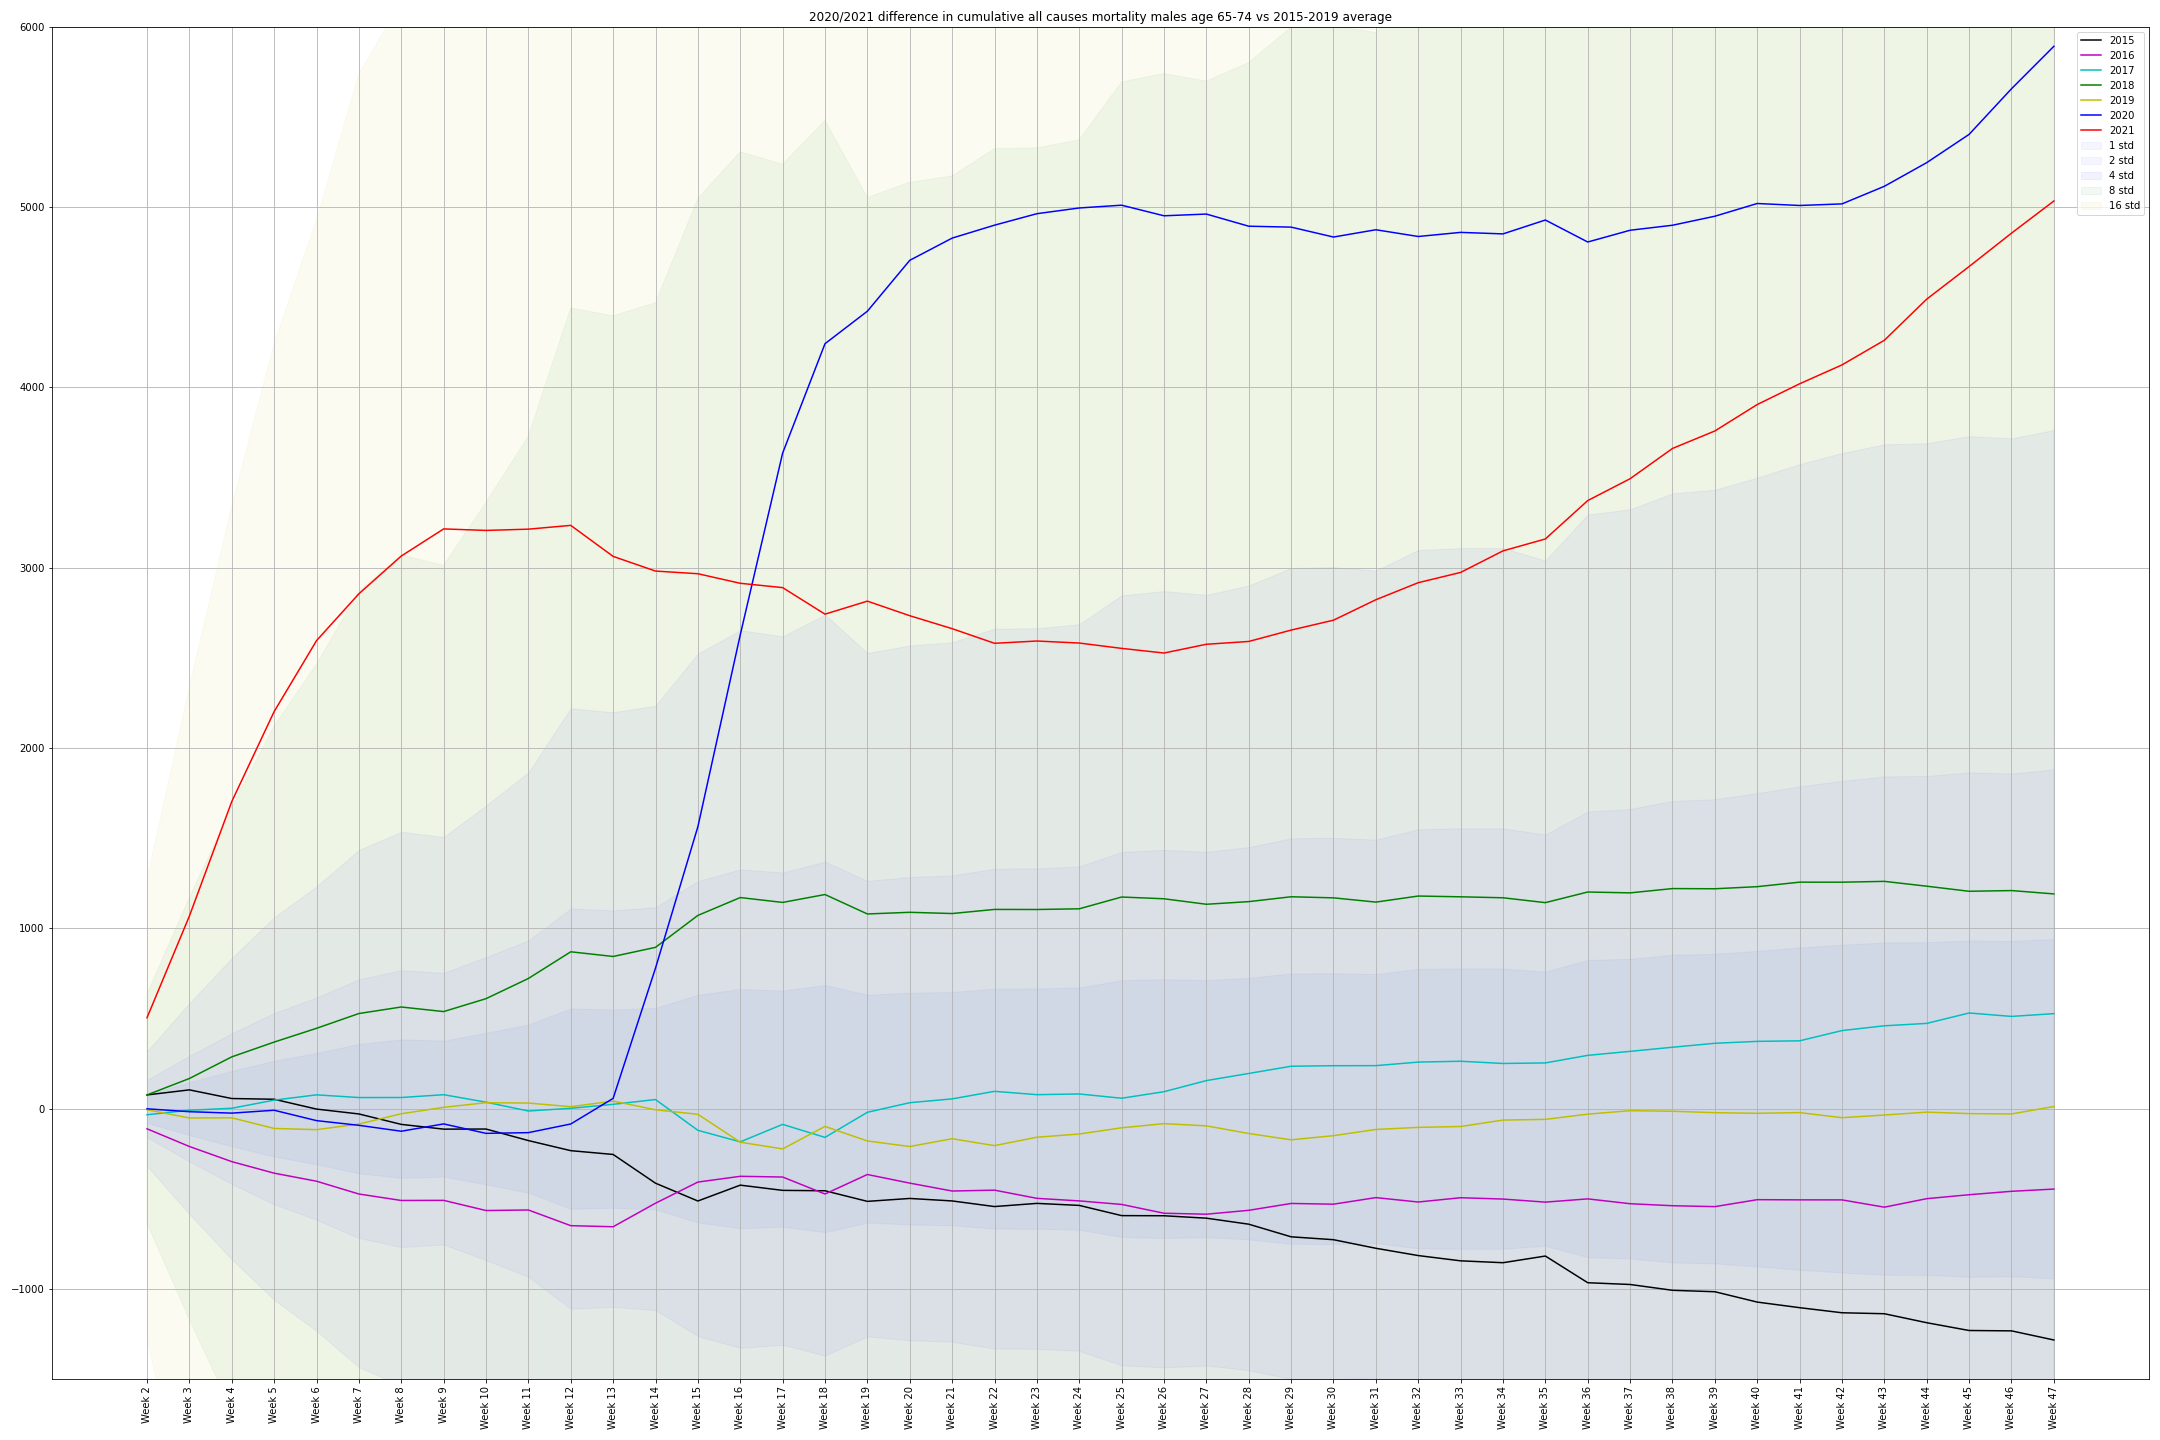 2020/2021 difference in cumulative all causes mortality males age 65-74 vs 2015-2019 average
6000
5000
4000
3000
2000
1000
0
−1000
2015
2016
2017
2018
2019
2020
2021
1 std
2 std
4 std
8 std
16 std
Week 2
Week 3
Week 4
Week 5
Week 6
Week 7
Week 8
Week 9
Week 10
Week 11
Week 12
Week 13
Week 14
Week 15
Week 16
Week 17
Week 18
Week 19
Week 20
Week 21
Week 22
Week 23
Week 24
Week 25
Week 26
Week 27
Week 28
Week 29
Week 30
Week 31
Week 32
Week 33
Week 34
Week 35
Week 36
Week 37
Week 38
Week 39
Week 40
Week 41
Week 42
Week 43
Week 44
Week 45
Week 46
Week 47